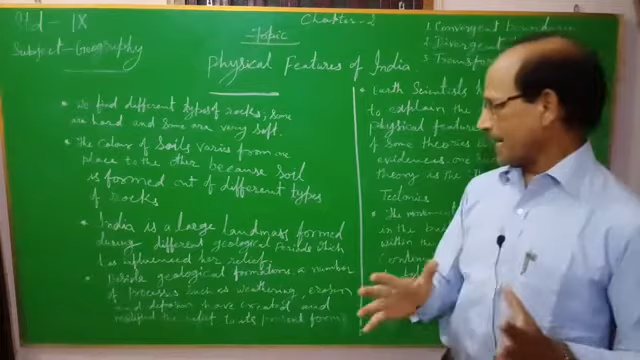 Std - IX
Subject - Geography
Chapter - 2
Topic
Physical Features of India
• We find different types of rocks; some
are hard and some are very soft.
• The colour of soils varies from one
place to the other because soil
is formed out of different types
of rocks
• India is a large landmass formed
during different geological periods which
has influenced her relief.
• Beside geological formations a number
of processes such as weathering, erosion
and deposition have created and
modified the relief to its present form
1. Convergent boundary
2. Divergent
3. Transform
• Earth Scientists
to explain the
physical features
of some theories
evidences. one
theory is the
Tectonics
• The movement
in the
within the